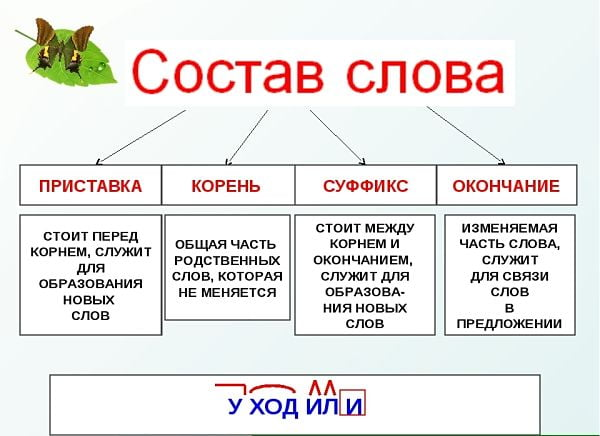 Состав слова
ПРИСТАВКА
КОРЕНЬ
СУФФИКС
ОКОНЧАНИЕ
СТОИТ ПЕРЕД
КОРНЕМ, СЛУЖИТ
ДЛЯ
ОБРАЗОВАНИЯ
НОВЫХ
СЛОВ
ОБЩАЯ ЧАСТЬ
РОДСТВЕННЫХ
СЛОВ, КОТОРАЯ
НЕ МЕНЯЕТСЯ
СТОИТ МЕЖДУ
КОРНЕМ И
ОКОНЧАНИЕМ,
СЛУЖИТ ДЛЯ
ОБРАЗОВА-
НИЯ НОВЫХ
СЛОВ
ИЗМЕНЯЕМАЯ
ЧАСТЬ СЛОВА,
СЛУЖИТ
ДЛЯ СВЯЗИ
СЛОВ
В
ПРЕДЛОЖЕНИИ
У ХОД ИЛ И